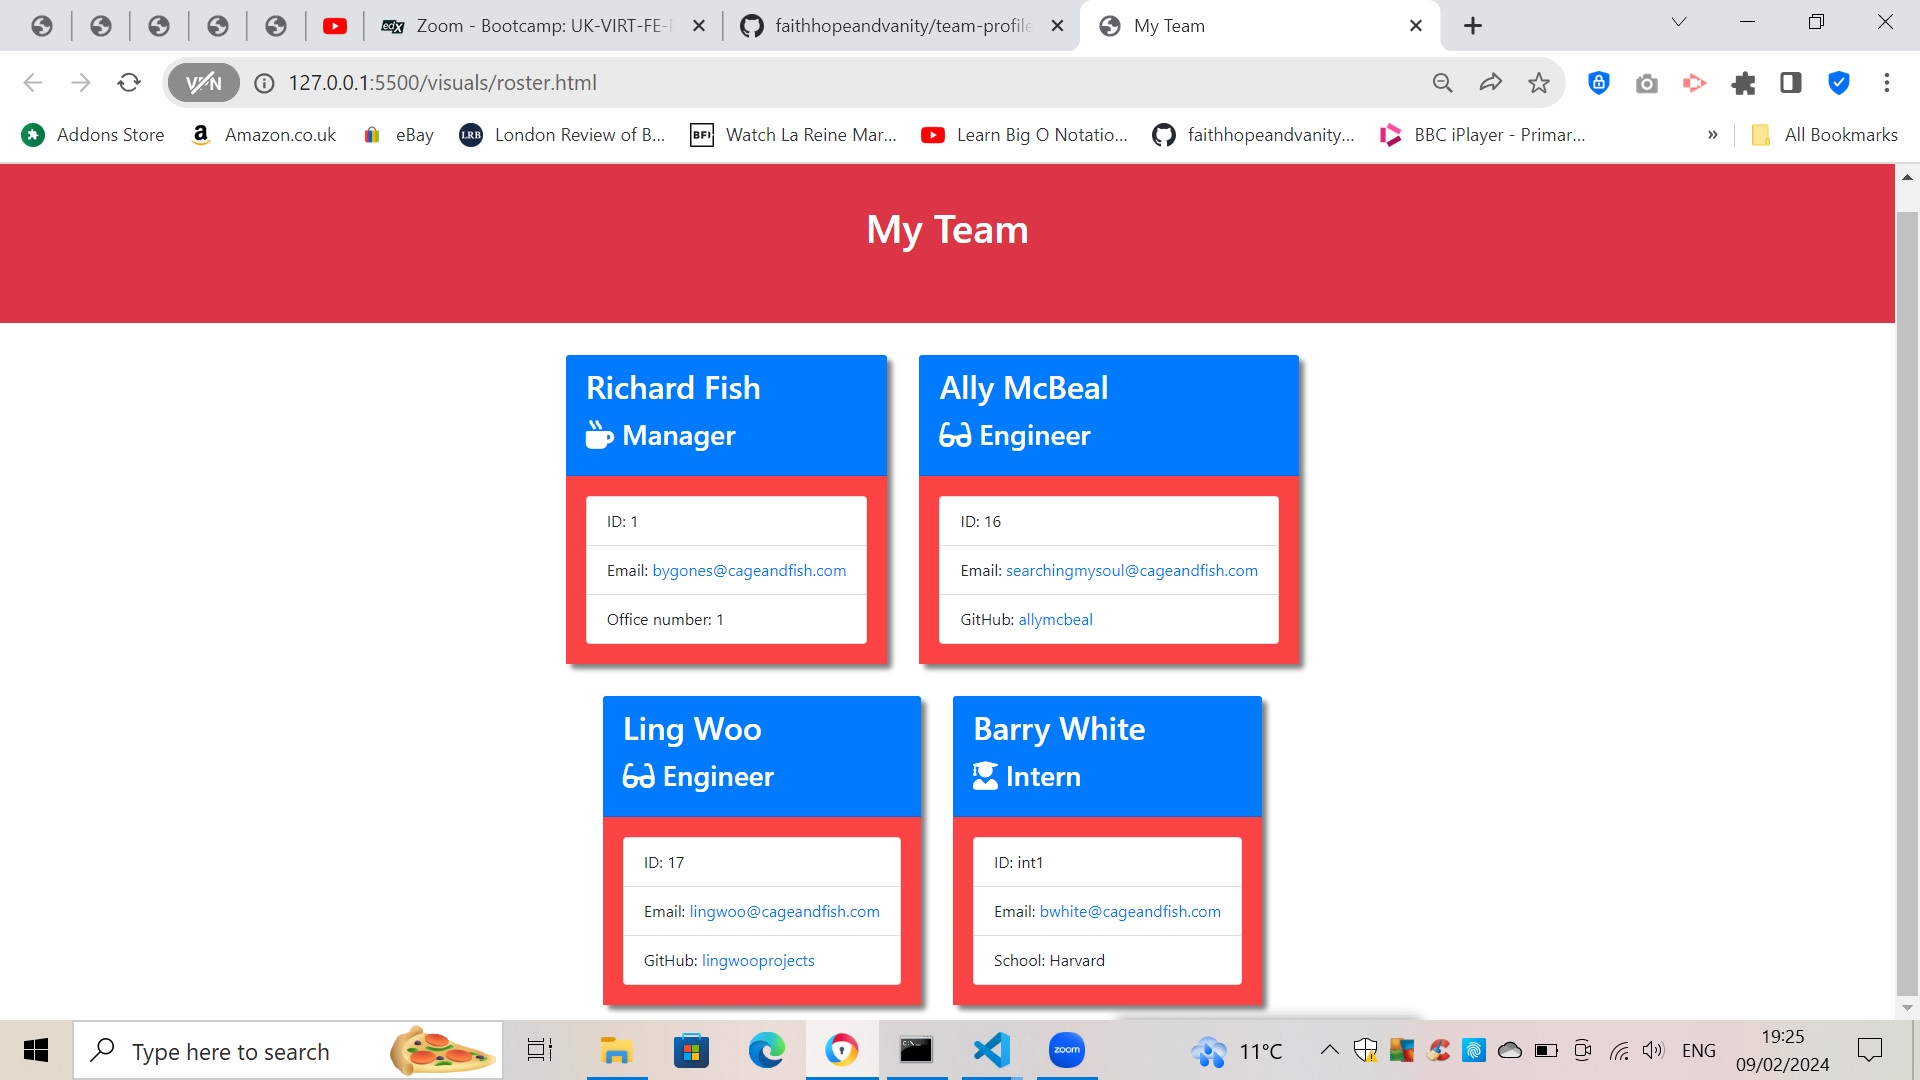 edX Zoom - Bootcamp: UK-VIRT-FE-
faithhopeandvanity/team-profile
My Team
VPN
127.0.0.1:5500/visuals/roster.html
Addons Store
Amazon.co.uk
eBay
LRB London Review of B...
BFI Watch La Reine Mar...
Learn Big O Notatio...
faithhopeandvanity...
BBC iPlayer - Primar...
»
All Bookmarks
My Team
Richard Fish
Manager
ID: 1
Email: bygones@cageandfish.com
Office number: 1
Ally McBeal
Engineer
ID: 16
Email: searchingmysoul@cageandfish.com
GitHub: allymcbeal
Ling Woo
Engineer
ID: 17
Email: lingwoo@cageandfish.com
GitHub: lingwooprojects
Barry White
Intern
ID: int1
Email: bwhite@cageandfish.com
School: Harvard
Type here to search
zoom
11°C
ENG
19:25
09/02/2024